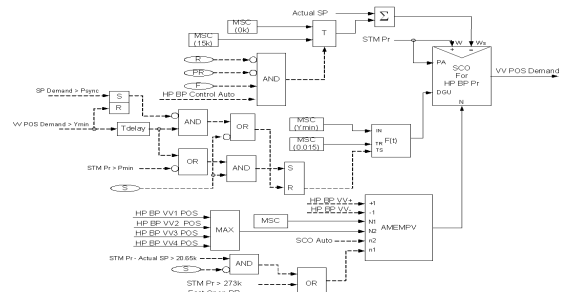 Actual SP
MSC
(0k)
MSC
(15k)
T
Σ
STM Pr
W
Ws
+
-
PA
SCO
For
HP BP Pr
VV POS Demand
DGU
N
R
PR
F
AND
HP BP Control Auto
SP Demand > Psync
S
R
VV POS Demand > Ymin
Tdelay
AND
OR
MSC
(Ymin)
IN
MSC
(0.015)
TN
TS
F(t)
STM Pr > Pmin
OR
AND
S
R
S
HP BP VV+
HP BP VV-
+1
-1
HP BP VV1 POS
HP BP VV2 POS
HP BP VV3 POS
HP BP VV4 POS
MAX
MSC
N1
N2
AMEMPV
SCO Auto
n2
n1
STM Pr - Actual SP > 28.65k
AND
S
STM Pr > 273k
OR